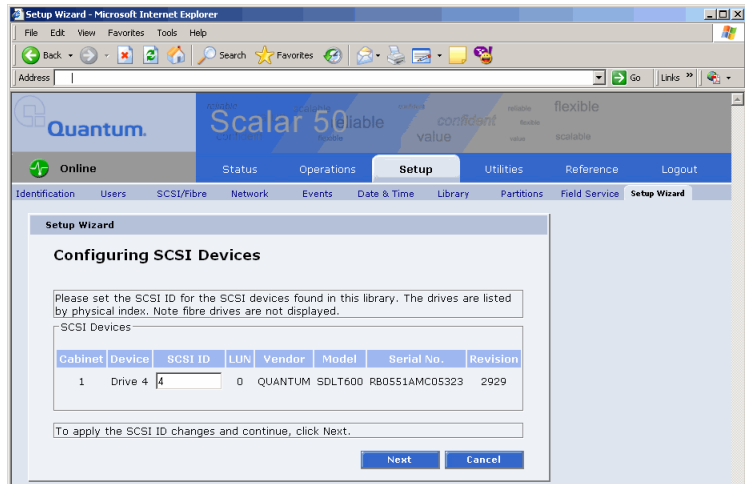 Setup Wizard - Microsoft Internet Explorer
File Edit View Favorites Tools Help
Back Search Favorites
Address Go Links »
Quantum.
Scalar 50
reliable
value
confident
reliable
flexible
value
flexible
scalable
Online Status Operations Setup Utilities Reference Logout
Identification Users SCSI/Fibre Network Events Date & Time Library Partitions Field Service Setup Wizard
Setup Wizard
Configuring SCSI Devices
Please set the SCSI ID for the SCSI devices found in this library. The drives are listed
by physical index. Note fibre drives are not displayed.
SCSI Devices
Cabinet Device SCSI ID LUN Vendor Model Serial No. Revision
1 Drive 4 4 0 QUANTUM SDLT600 RB0551AMC05323 2929
To apply the SCSI ID changes and continue, click Next.
Next Cancel